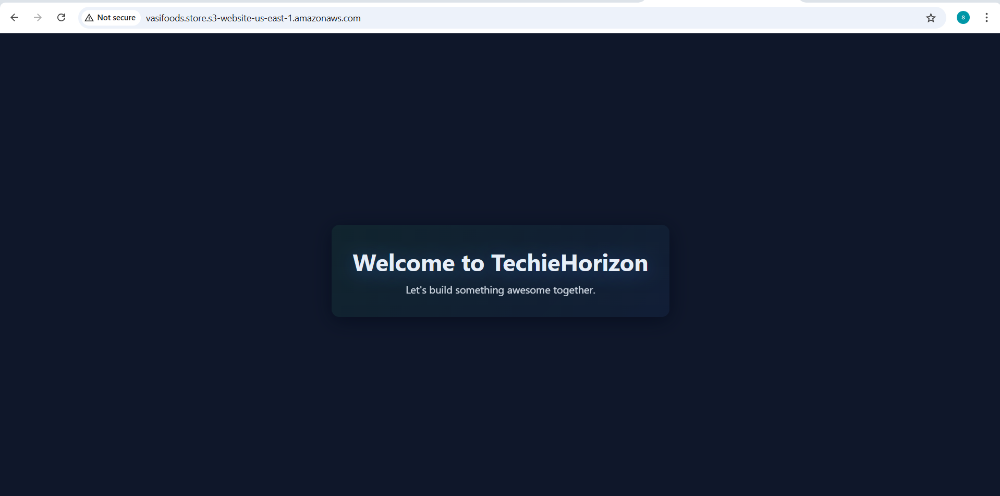 Not secure vasifoods.store.s3-website-us-east-1.amazonaws.com
S
Welcome to TechieHorizon
Let's build something awesome together.